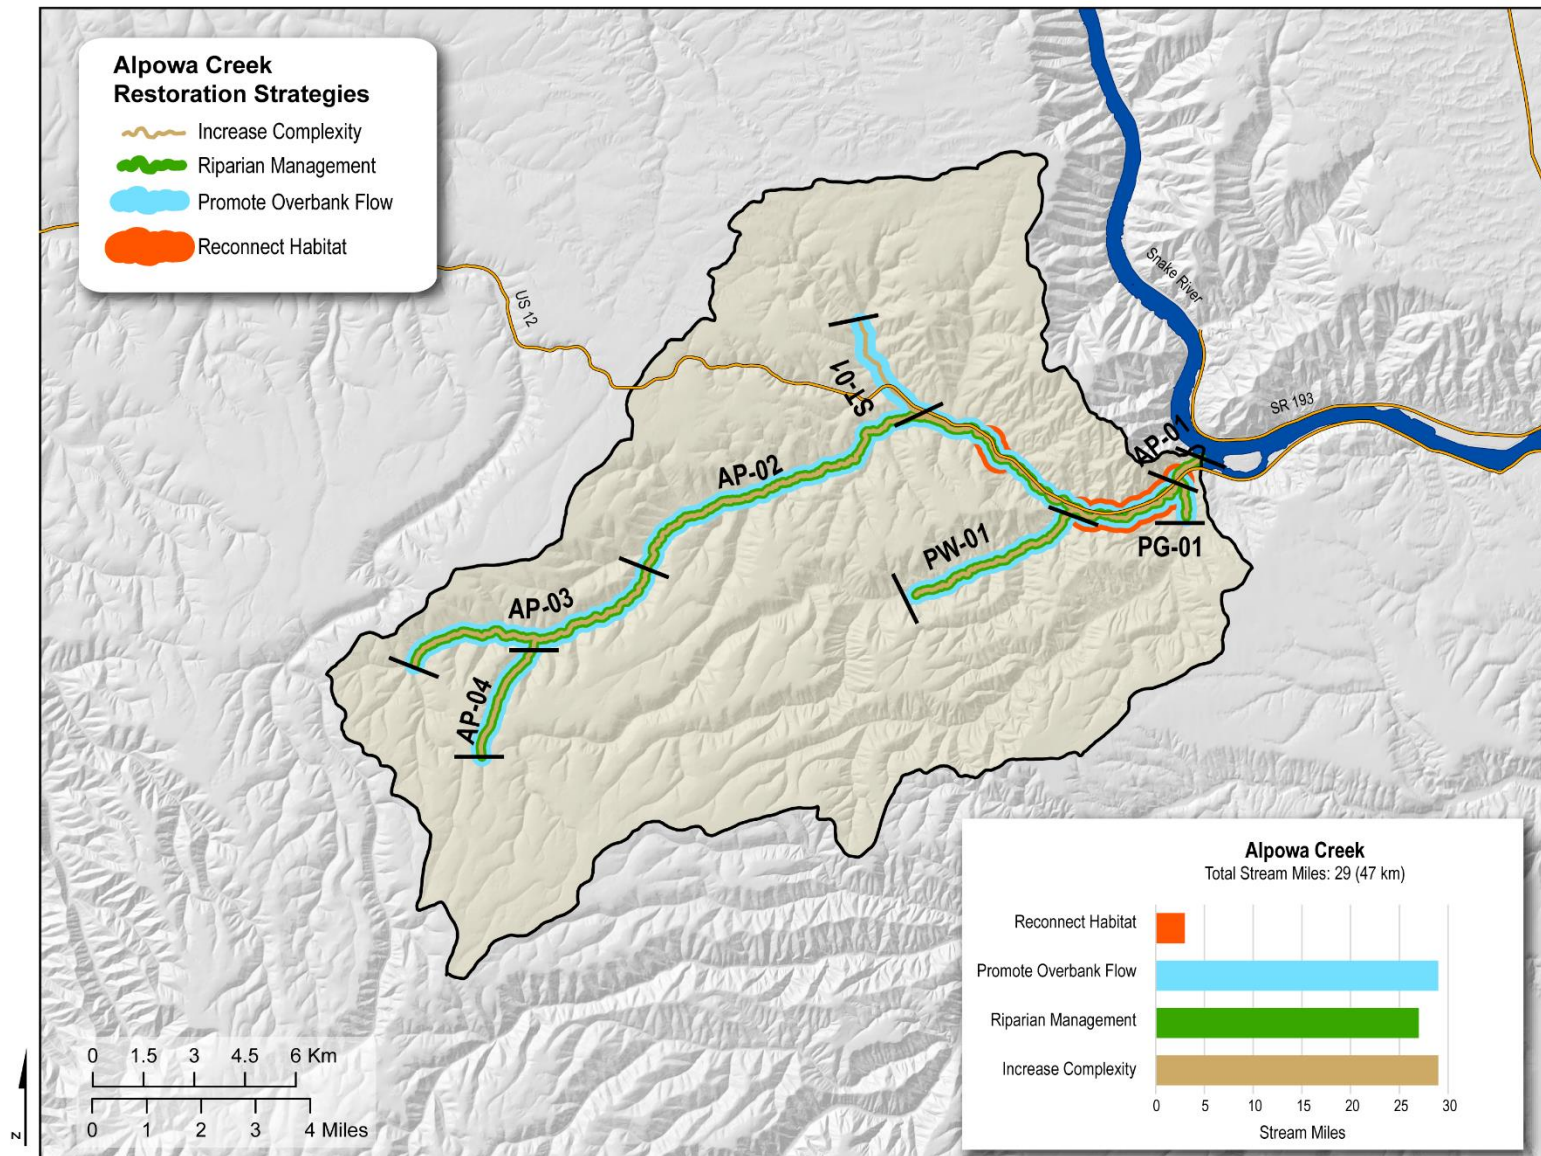 Alpowa Creek
Restoration Strategies
Increase Complexity
Riparian Management
Promote Overbank Flow
Reconnect Habitat
US 12
Snake River
SR 193
ST-01
AP-01
AP-02
PW-01
PG-01
AP-03
AP-04
Alpowa Creek
Total Stream Miles: 29 (47 km)
Reconnect Habitat
Promote Overbank Flow
Riparian Management
Increase Complexity
0 5 10 15 20 25 30
Stream Miles
0 1.5 3 4.5 6 Km
0 1 2 3 4 Miles
N